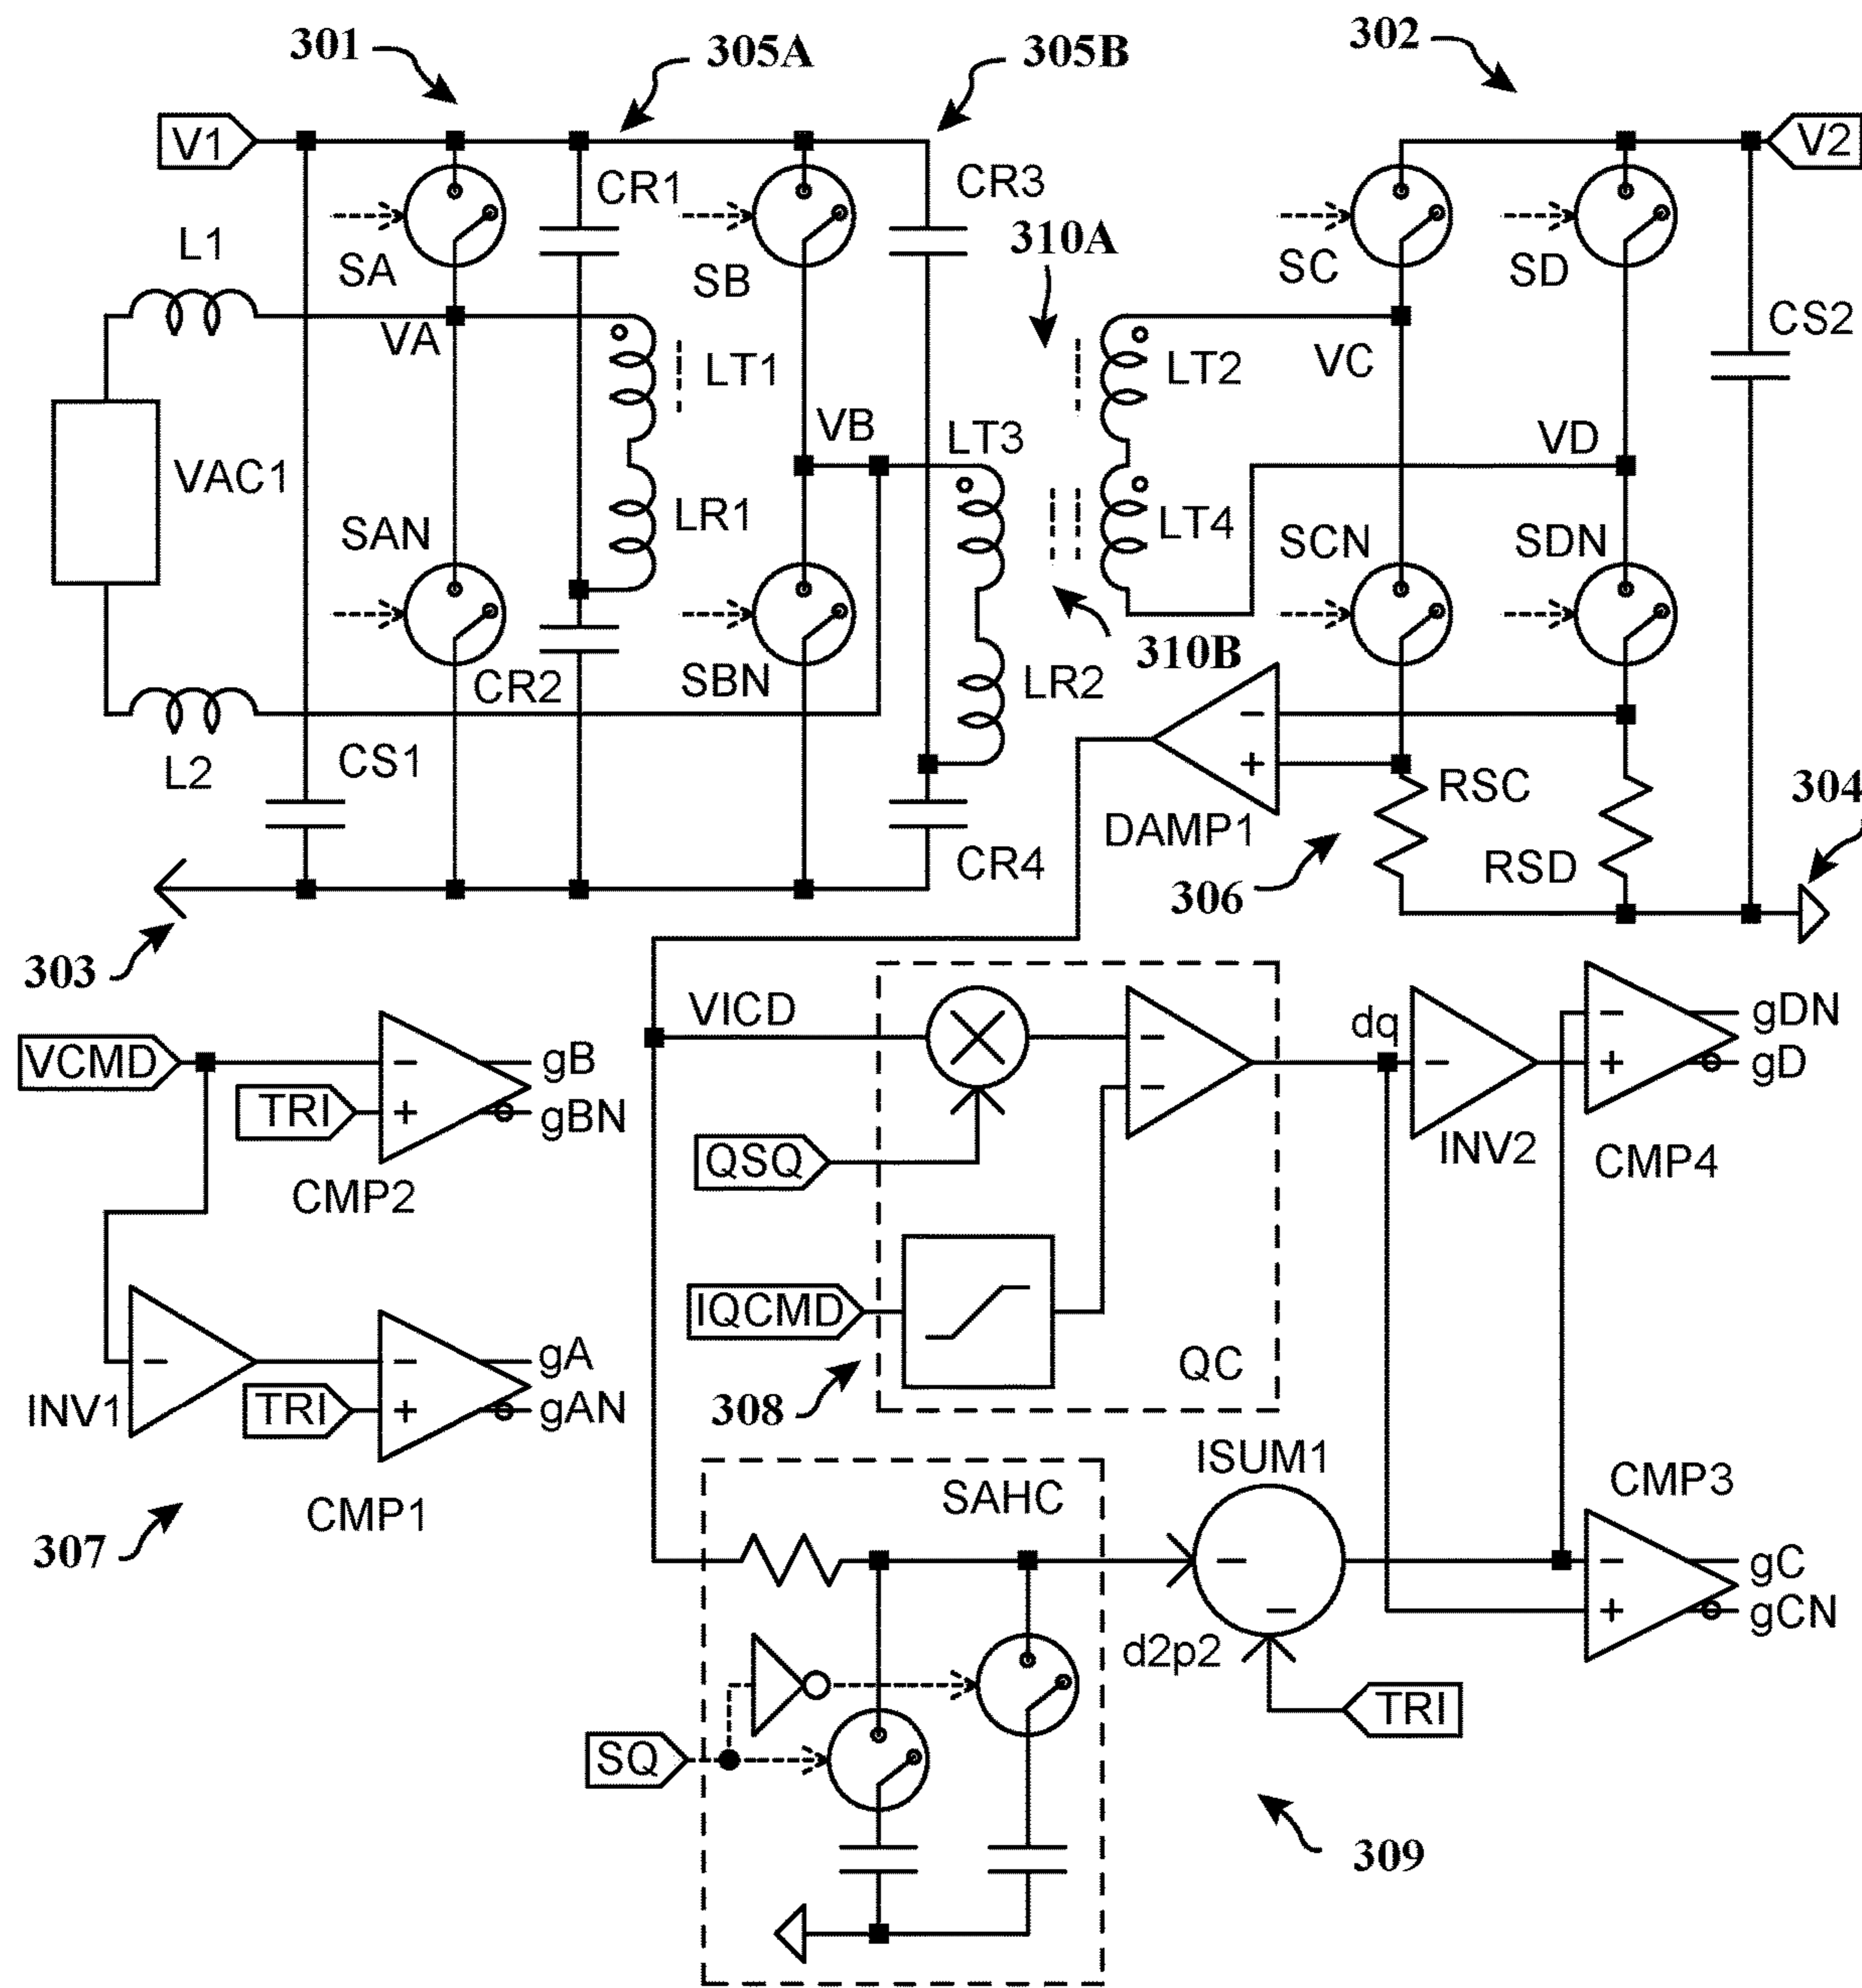 301
305A
305B
302
V1
V2
CR1
CR3
L1
SA
SB
310A
SC
SD
CS2
VA
LT1
LT2
VC
VAC1
VB
LT3
VD
SAN
LR1
LT4
SCN
SDN
CR2
SBN
LR2
310B
L2
CS1
−
+
RSC
304
DAMP1
CR4
306
RSD
303
VICD
dq
−
gDN
VCMD
−
gB
−
−
+
gD
TRI
+
gBN
−
QSQ
INV2
CMP4
CMP2
IQCMD
QC
−
−
gA
INV1
TRI
+
gAN
308
ISUM1
SAHC
CMP3
CMP1
307
−
−
gC
−
+
gCN
d2p2
TRI
SQ
309